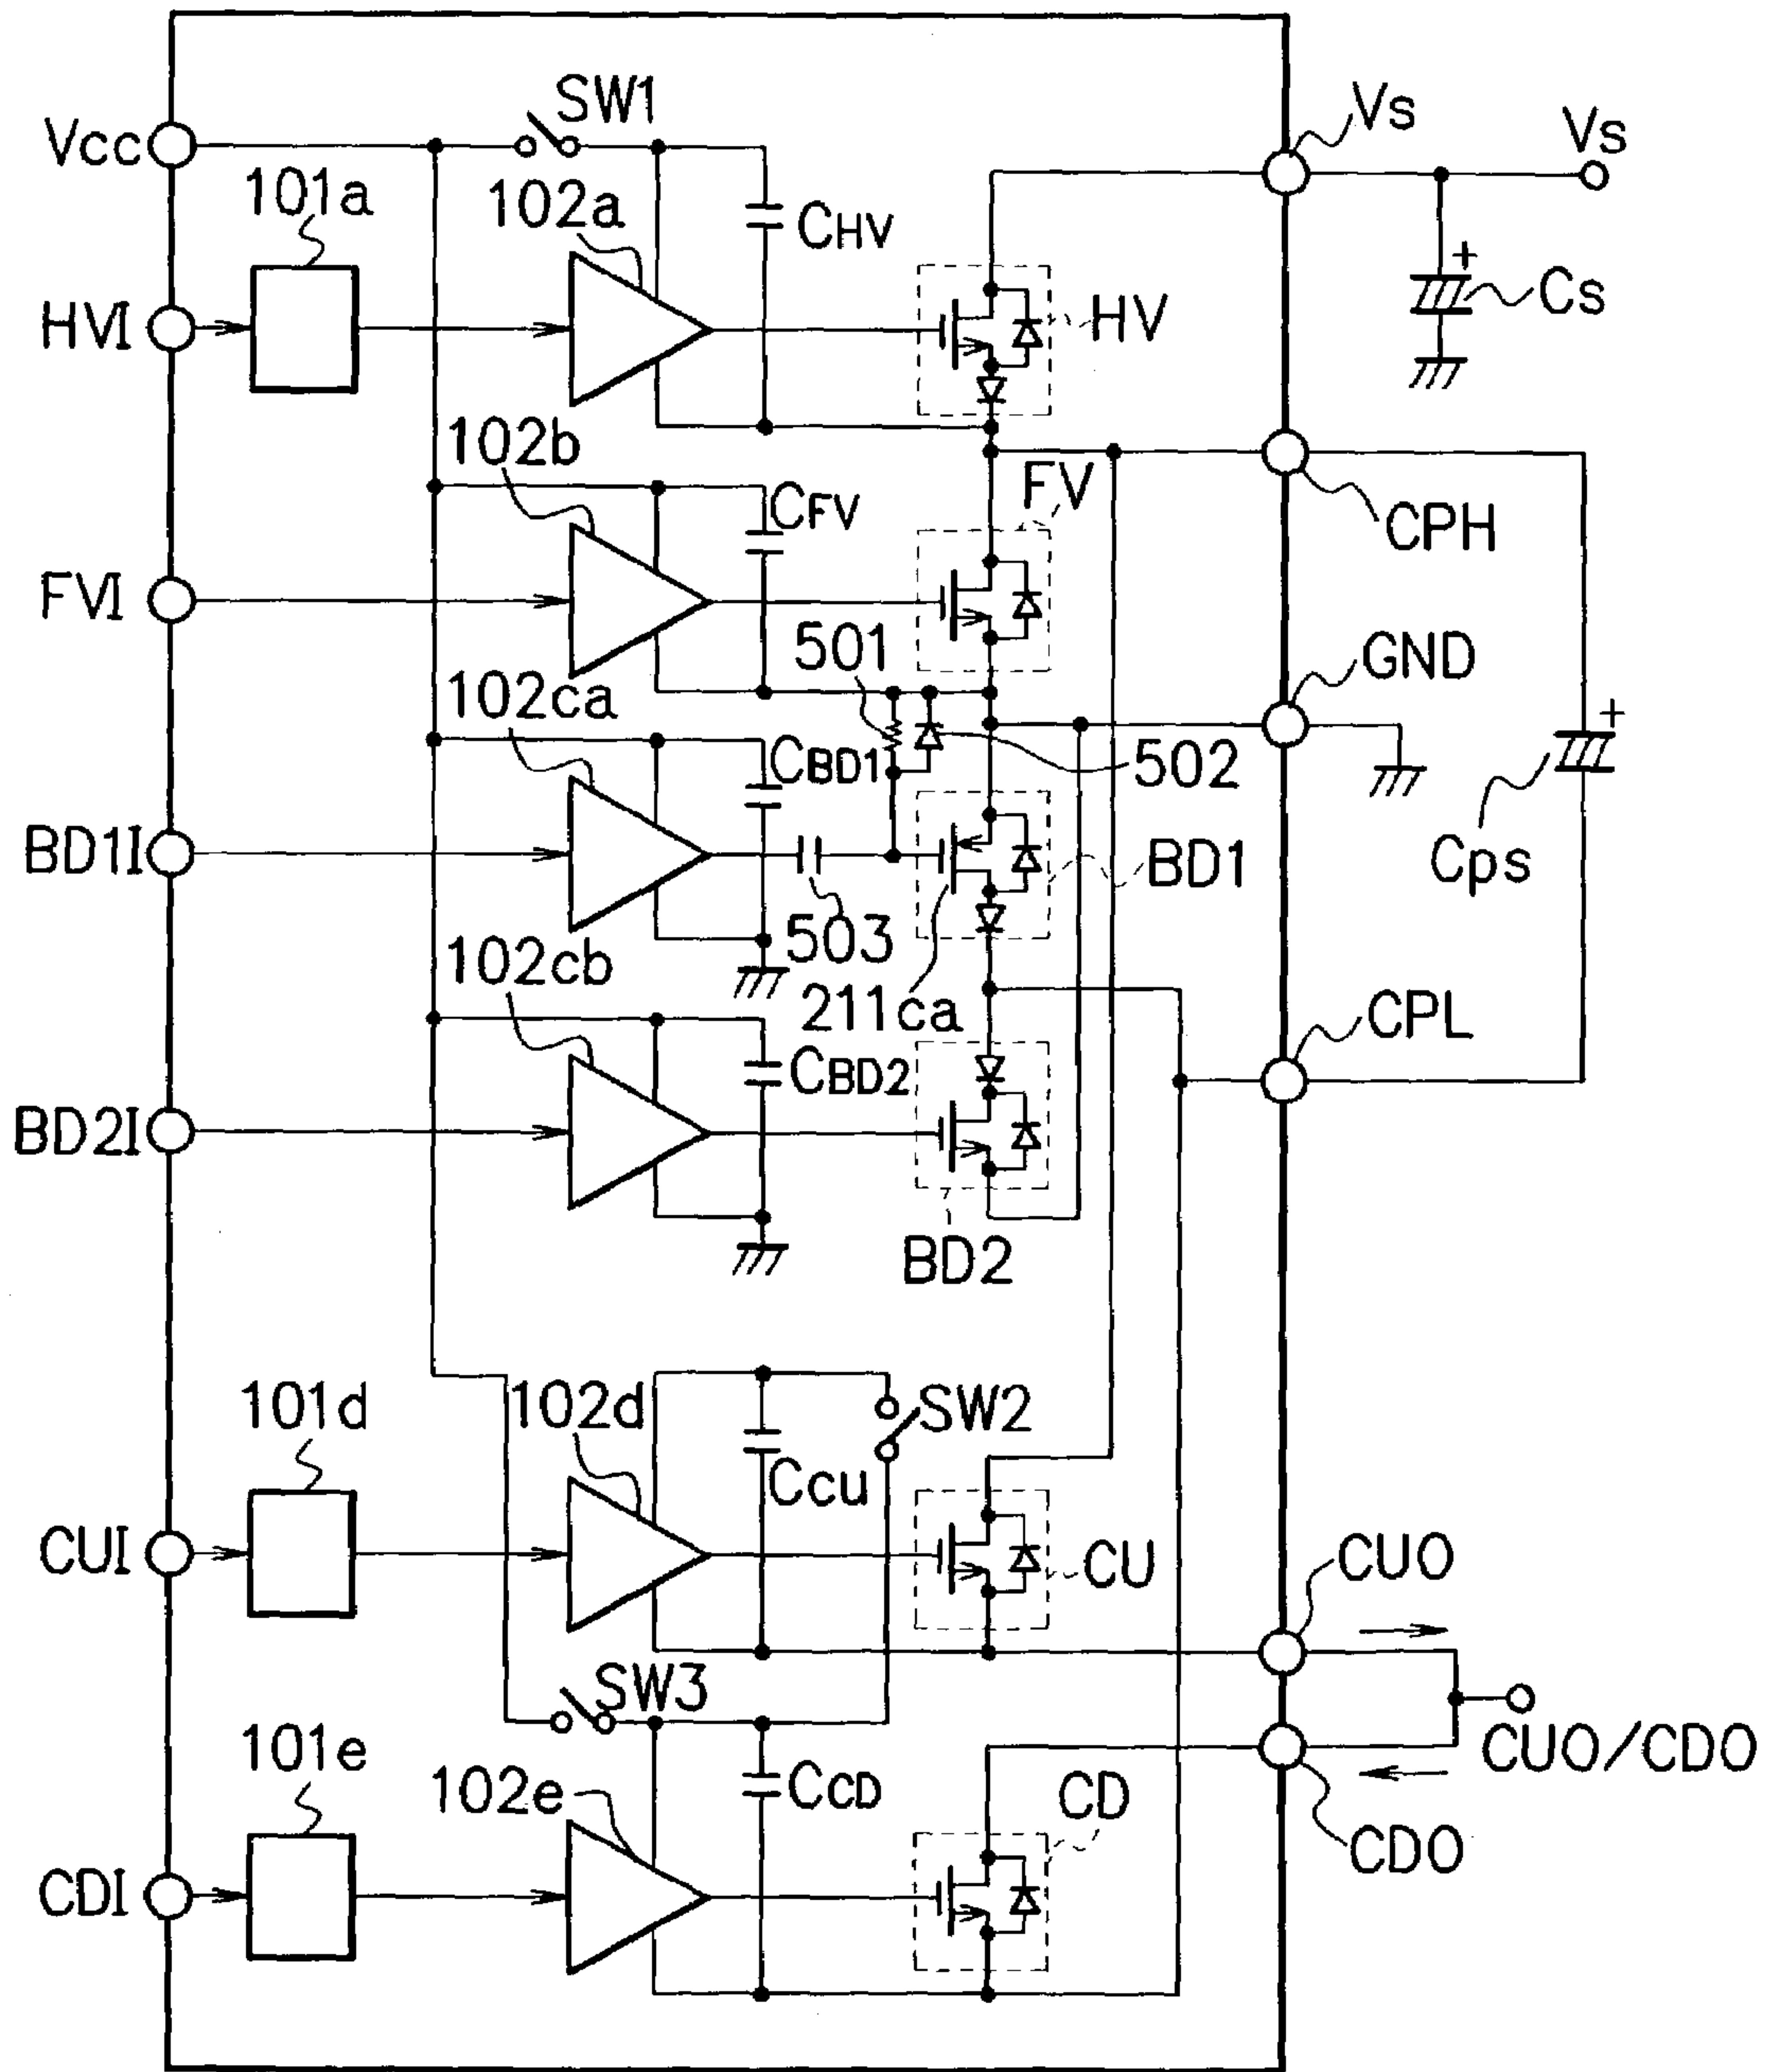 SW1
Vs
Vs
Vcc
101a
102a
CHV
HVI
HV
Cs
102b
CFV
FV
CPH
FVI
501
GND
102ca
CBD1
502
BD1I
BD1
Cps
503
102cb
211ca
CPL
CBD2
BD2I
BD2
101d
102d
SW2
CCU
CUI
CU
CUO
SW3
101e
CUO/CDO
102e
CCD
CD
CDO
CDI